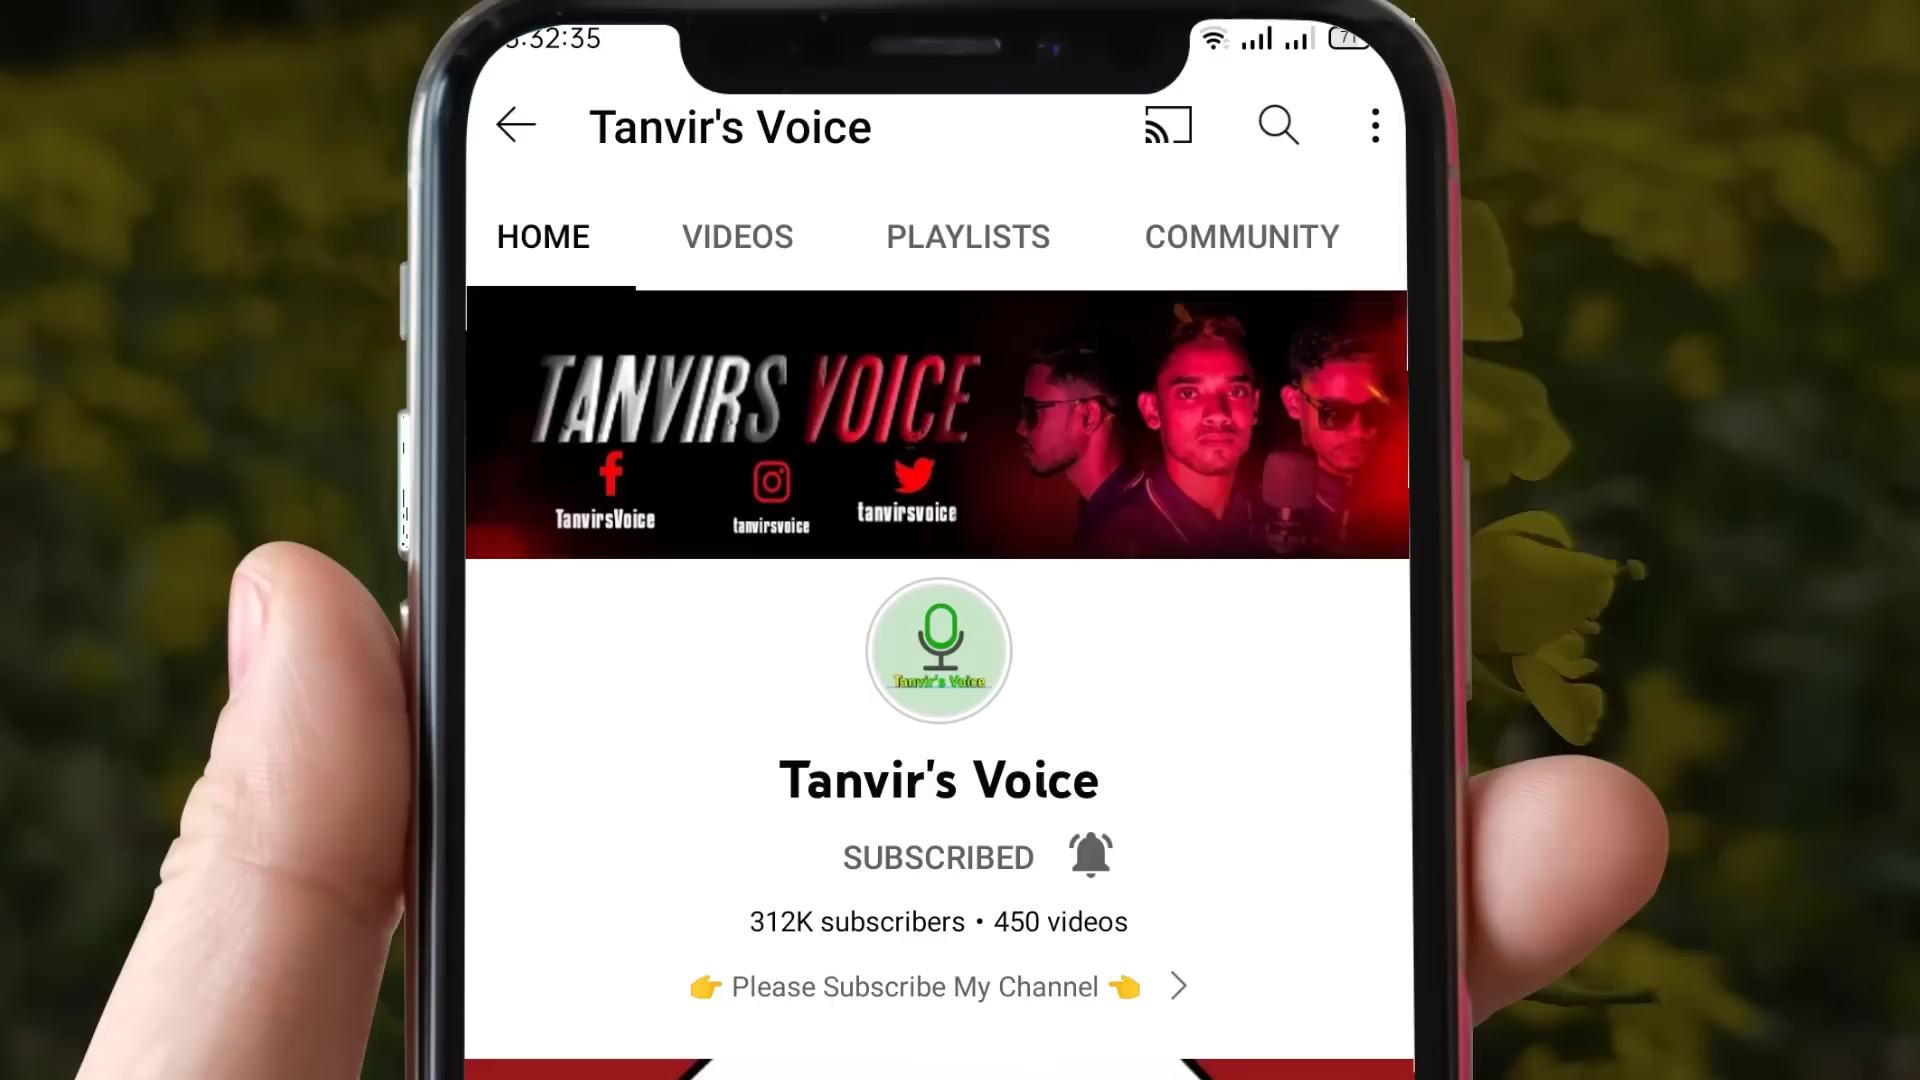 :32:35
71
Tanvir's Voice
HOME VIDEOS PLAYLISTS COMMUNITY
TANVIRS VOICE
TanvirsVoice tanvirsvoice tanvirsvoice
Tanvir's Voice
Tanvir's Voice
SUBSCRIBED
312K subscribers • 450 videos
👉 Please Subscribe My Channel 👈